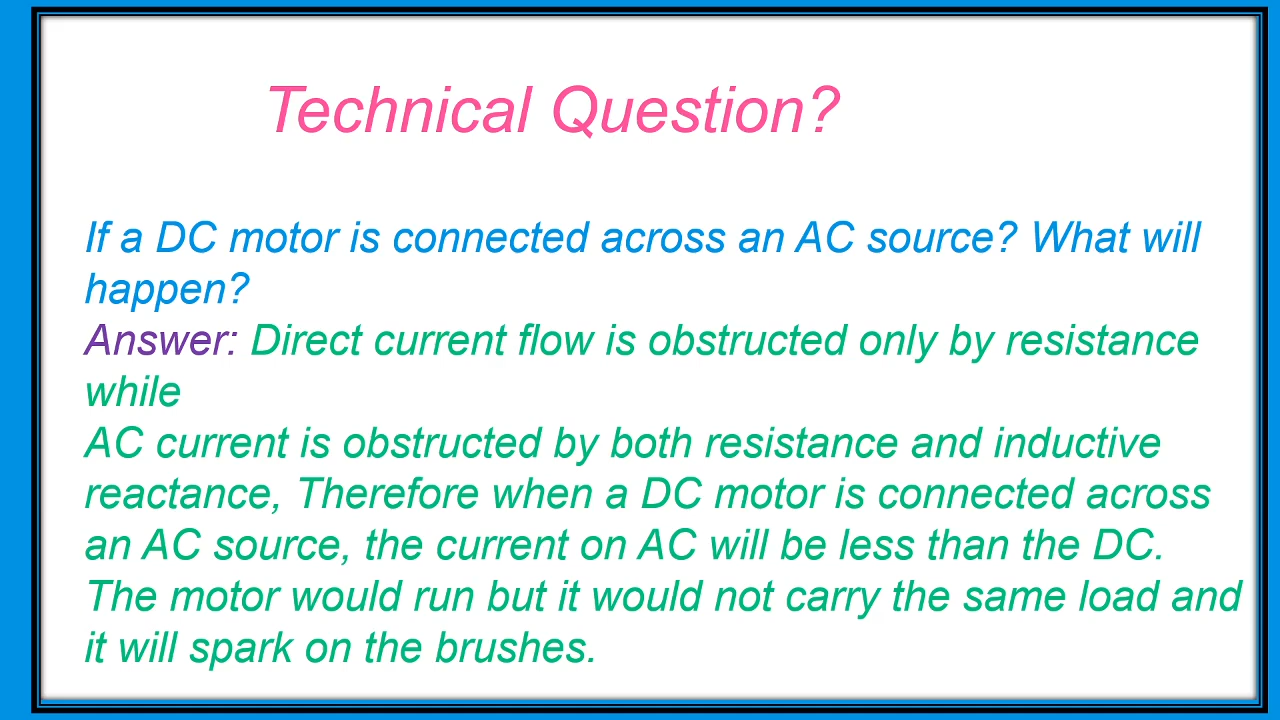 Technical Question?
If a DC motor is connected across an AC source? What will
happen?
Answer: Direct current flow is obstructed only by resistance
while
AC current is obstructed by both resistance and inductive
reactance, Therefore when a DC motor is connected across
an AC source, the current on AC will be less than the DC.
The motor would run but it would not carry the same load and
it will spark on the brushes.